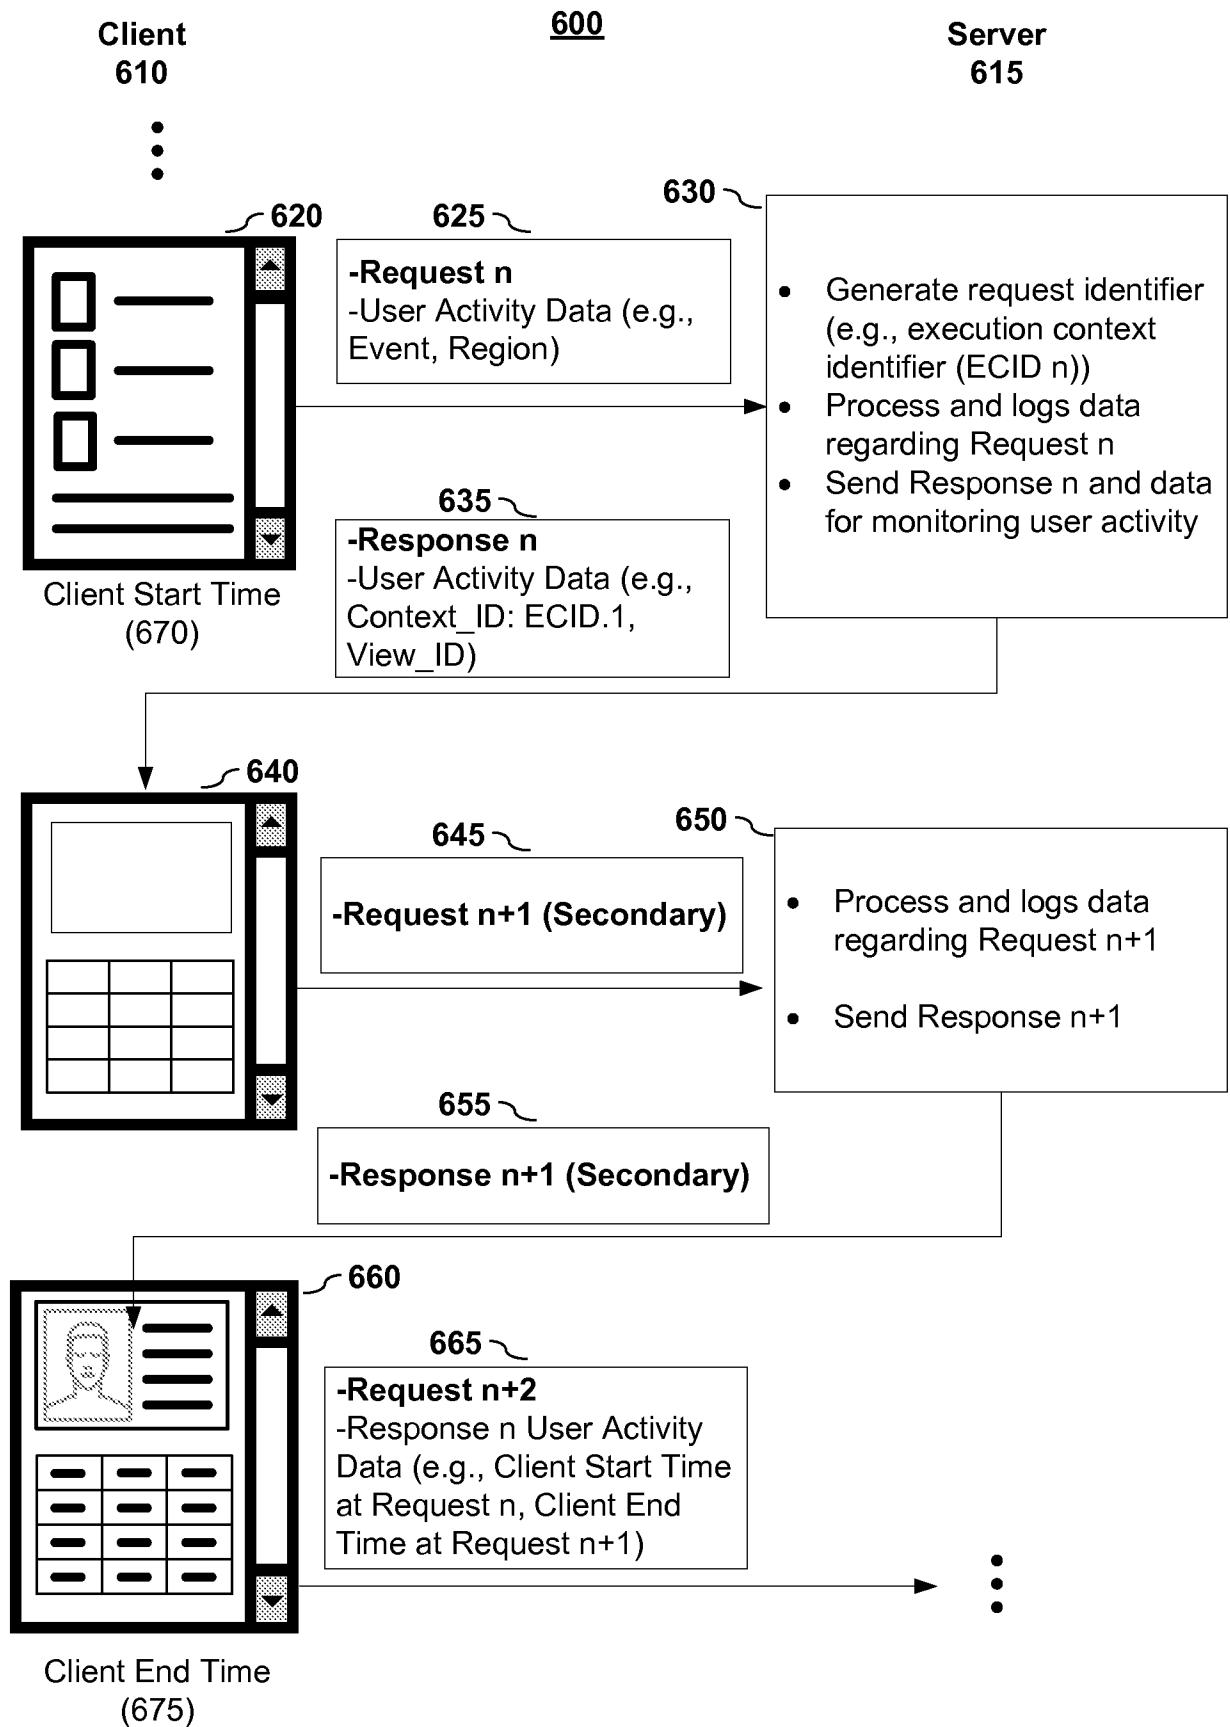 600
Client
610
Server
615
620
625
630
-Request n
-User Activity Data (e.g.,
Event, Region)
• Generate request identifier
(e.g., execution context
identifier (ECID n))
• Process and logs data
regarding Request n
• Send Response n and data
for monitoring user activity
635
-Response n
-User Activity Data (e.g.,
Context_ID: ECID.1,
View_ID)
Client Start Time
(670)
640
645
650
-Request n+1 (Secondary)
• Process and logs data
regarding Request n+1
• Send Response n+1
655
-Response n+1 (Secondary)
660
665
-Request n+2
-Response n User Activity
Data (e.g., Client Start Time
at Request n, Client End
Time at Request n+1)
Client End Time
(675)